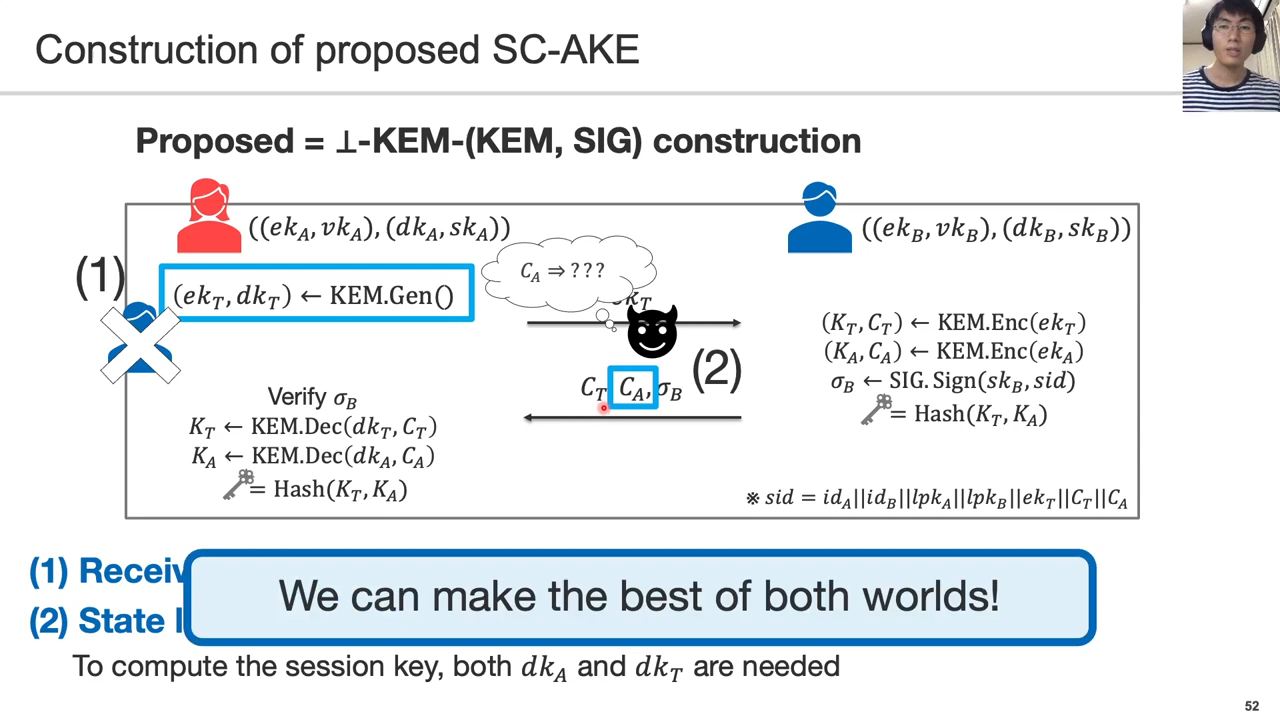 Construction of proposed SC-AKE
Proposed = ⊥-KEM-(KEM, SIG) construction
((ek_A, vk_A), (dk_A, sk_A))
((ek_B, vk_B), (dk_B, sk_B))
(1)
(ek_T, dk_T) ← KEM.Gen()
C_A ⇒ ???
(K_T, C_T) ← KEM.Enc(ek_T)
(K_A, C_A) ← KEM.Enc(ek_A)
σ_B ← SIG.Sign(sk_B, sid)
= Hash(K_T, K_A)
(2)
C_T C_A, σ_B
Verify σ_B
K_T ← KEM.Dec(dk_T, C_T)
K_A ← KEM.Dec(dk_A, C_A)
= Hash(K_T, K_A)
※ sid = id_A||id_B||lpk_A||lpk_B||ek_T||C_T||C_A
(1)
(2) State
We can make the best of both worlds!
To compute the session key, both dk_A and dk_T are needed
52